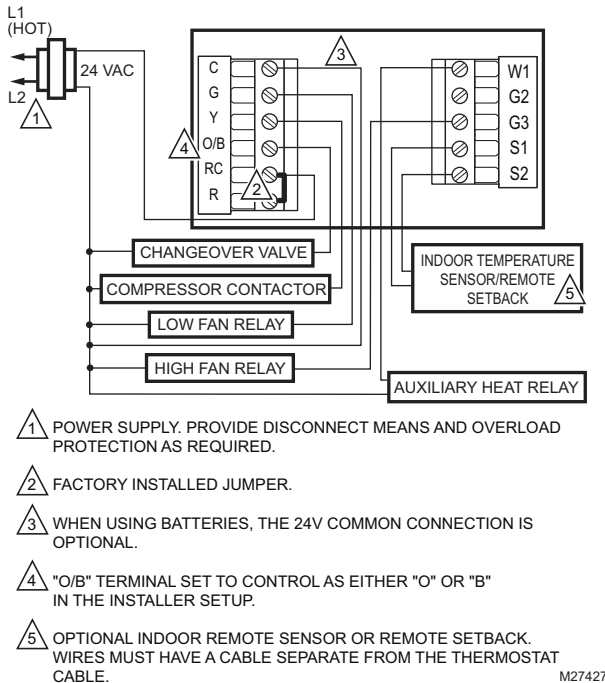 L1
(HOT)
24 VAC
L2
1
C
G
Y
O/B
RC
R
4
2
3
W1
G2
G3
S1
S2
CHANGEOVER VALVE
COMPRESSOR CONTACTOR
LOW FAN RELAY
HIGH FAN RELAY
INDOOR TEMPERATURE
SENSOR/REMOTE
SETBACK
5
AUXILIARY HEAT RELAY
1 POWER SUPPLY. PROVIDE DISCONNECT MEANS AND OVERLOAD
PROTECTION AS REQUIRED.
2 FACTORY INSTALLED JUMPER.
3 WHEN USING BATTERIES, THE 24V COMMON CONNECTION IS
OPTIONAL.
4 "O/B" TERMINAL SET TO CONTROL AS EITHER "O" OR "B"
IN THE INSTALLER SETUP.
5 OPTIONAL INDOOR REMOTE SENSOR OR REMOTE SETBACK.
WIRES MUST HAVE A CABLE SEPARATE FROM THE THERMOSTAT
CABLE.
M27427